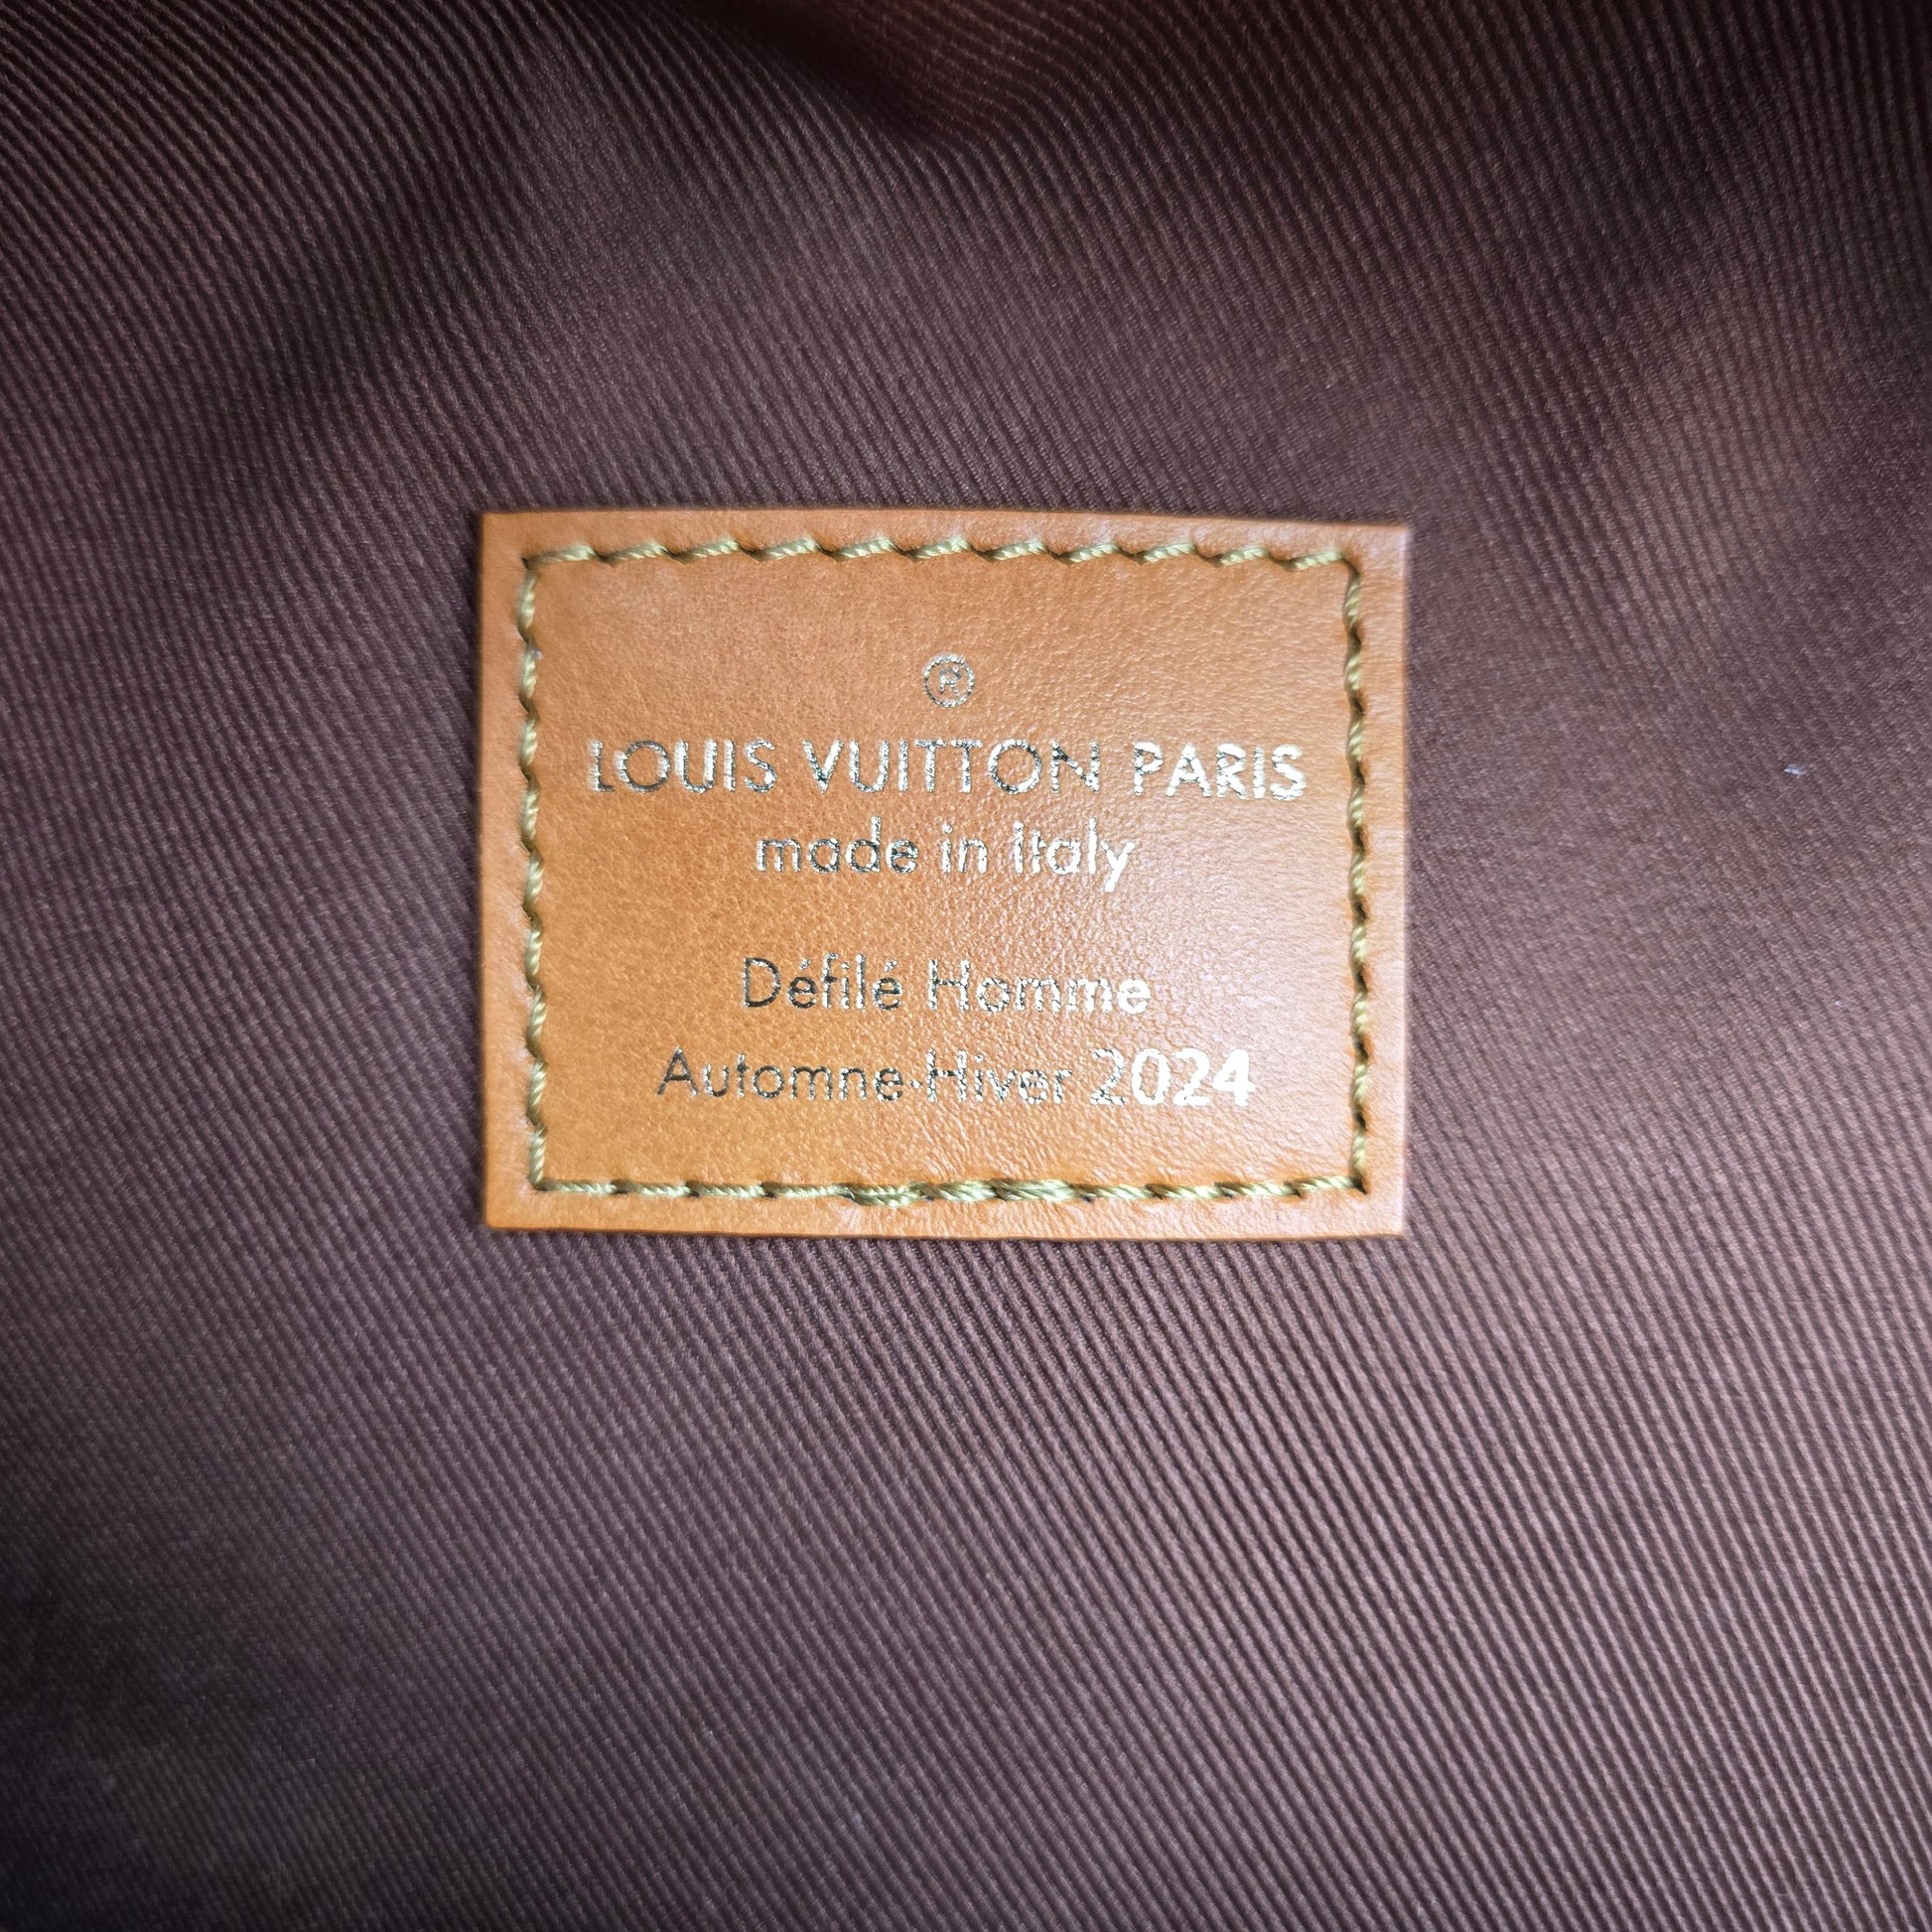 ®
LOUIS VUITTON PARIS
made in Italy
Défilé Homme
Automne-Hiver 2024